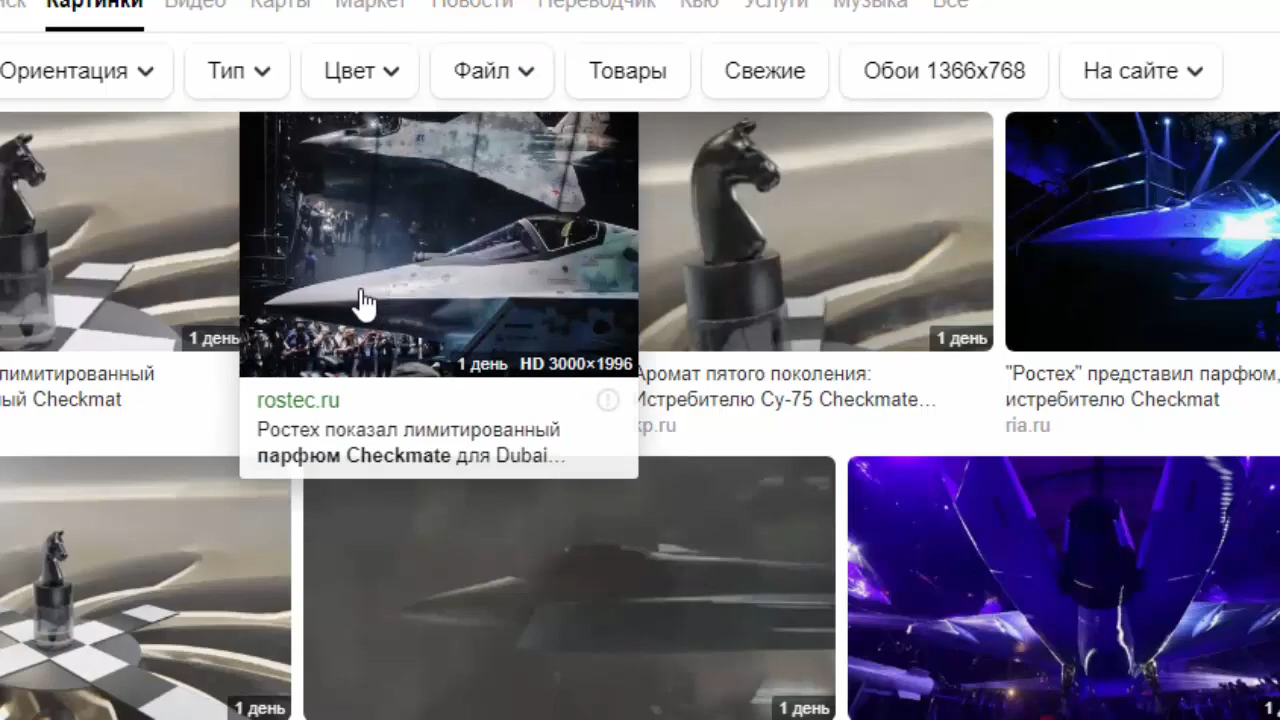 Картинки Видео Карты Маркет Новости Переводчик Кью Услуги Музыка Все
Ориентация Тип Цвет Файл Товары Свежие Обои 1366x768 На сайте
1 день
1 день HD 3000×1996
1 день
лимитированный
ый Checkmat
rostec.ru
Ростех показал лимитированный
парфюм Checkmate для Dubai...
Аромат пятого поколения:
Истребителю Су-75 Checkmate...
kp.ru
"Ростех" представил парфюм,
истребителю Checkmat
ria.ru
1 день
1 день